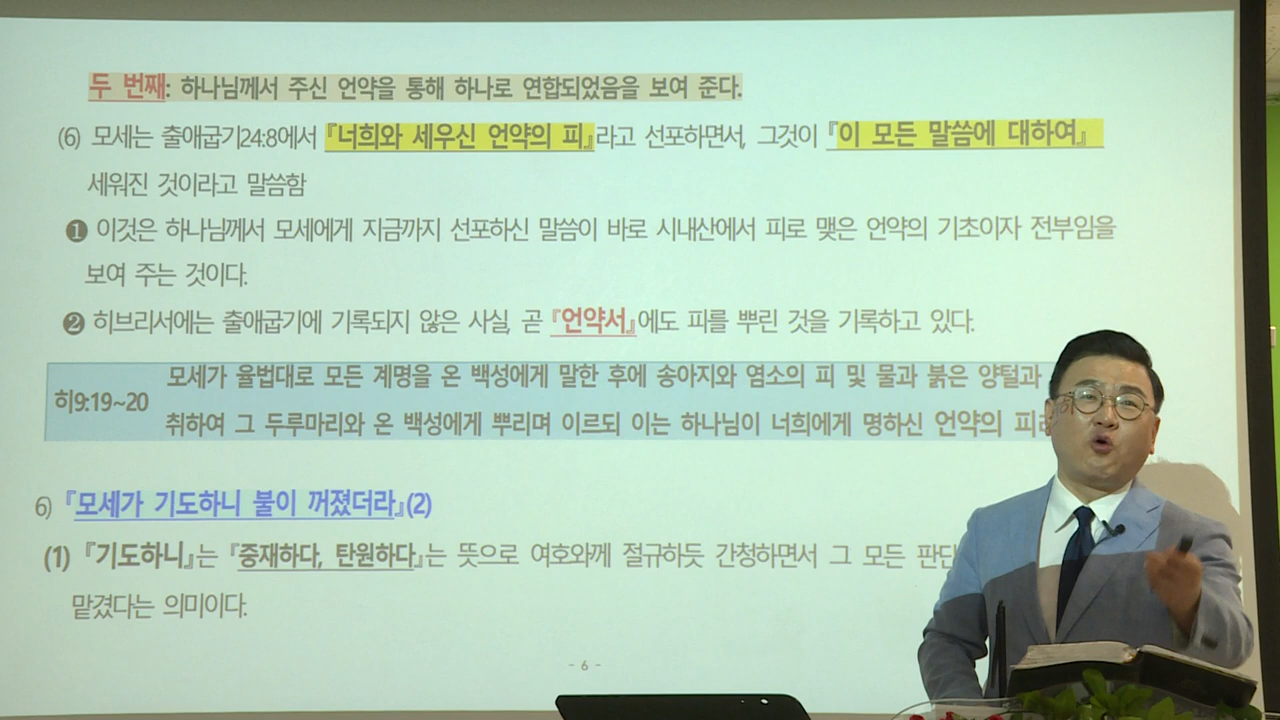 두 번째: 하나님께서 주신 언약을 통해 하나로 연합되었음을 보여 준다.
(6) 모세는 출애굽기24:8에서 『너희와 세우신 언약의 피』라고 선포하면서, 그것이 『이 모든 말씀에 대하여』
세워진 것이라고 말씀함
❶ 이것은 하나님께서 모세에게 지금까지 선포하신 말씀이 바로 시내산에서 피로 맺은 언약의 기초이자 전부임을
보여 주는 것이다.
❷ 히브리서에는 출애굽기에 기록되지 않은 사실, 곧 『언약서』에도 피를 뿌린 것을 기록하고 있다.
히9:19~20
모세가 율법대로 모든 계명을 온 백성에게 말한 후에 송아지와 염소의 피 및 물과 붉은 양털과
취하여 그 두루마리와 온 백성에게 뿌리며 이르되 이는 하나님이 너희에게 명하신 언약의 피
6) 『모세가 기도하니 불이 꺼졌더라』(2)
(1) 『기도하니』는 『중재하다, 탄원하다』는 뜻으로 여호와께 절규하듯 간청하면서 그 모든 판단
맡겼다는 의미이다.
- 6 -